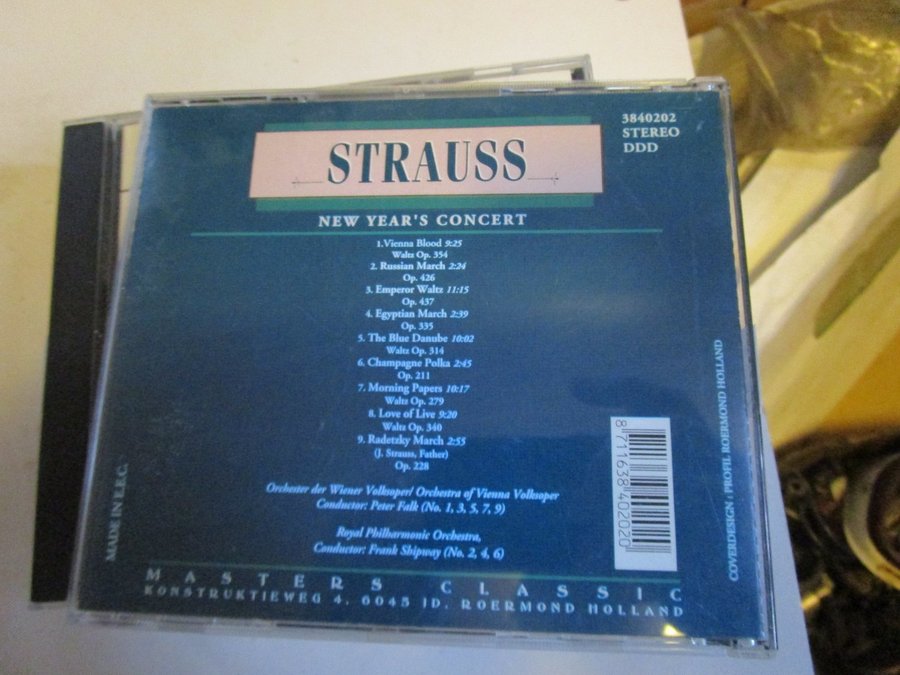 3840202
STEREO
DDD
STRAUSS
NEW YEAR'S CONCERT
1.Vienna Blood 9:25
Waltz Op. 354
2. Russian March 2:24
Op. 426
3. Emperor Waltz 11:15
Op. 437
4. Egyptian March 2:39
Op. 335
5. The Blue Danube 10:02
Waltz Op. 314
6. Champagne Polka 2:45
Op. 211
7. Morning Papers 10:17
Waltz Op. 279
8. Love of Live 9:20
Waltz Op. 340
9. Radetzky March 2:55
(J. Strauss, Father)
Op. 228
Orchester der Wiener Volksoper/ Orchestra of Vienna Volksoper
Conductor: Peter Falk (No. 1, 3, 5, 7, 9)
Royal Philharmonic Orchestra,
Conductor: Frank Shipway (No. 2, 4, 6)
MADE IN E.E.C.
8 711638 402020
COVERDESIGN : PROFIL ROERMOND HOLLAND
MASTERS CLASSIC
KONSTRUKTIEWEG 4, 6045 JD. ROERMOND HOLLAND